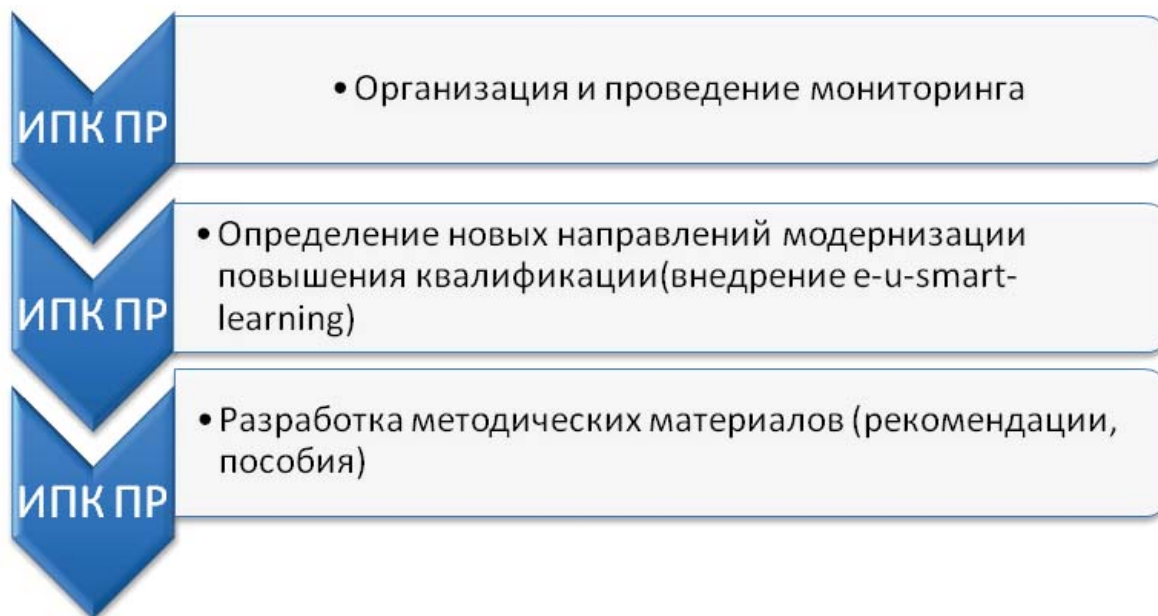 ИПК ПР
• Организация и проведение мониторинга
ИПК ПР
• Определение новых направлений модернизации
повышения квалификации(внедрение e-u-smart-
learning)
ИПК ПР
• Разработка методических материалов (рекомендации,
пособия)